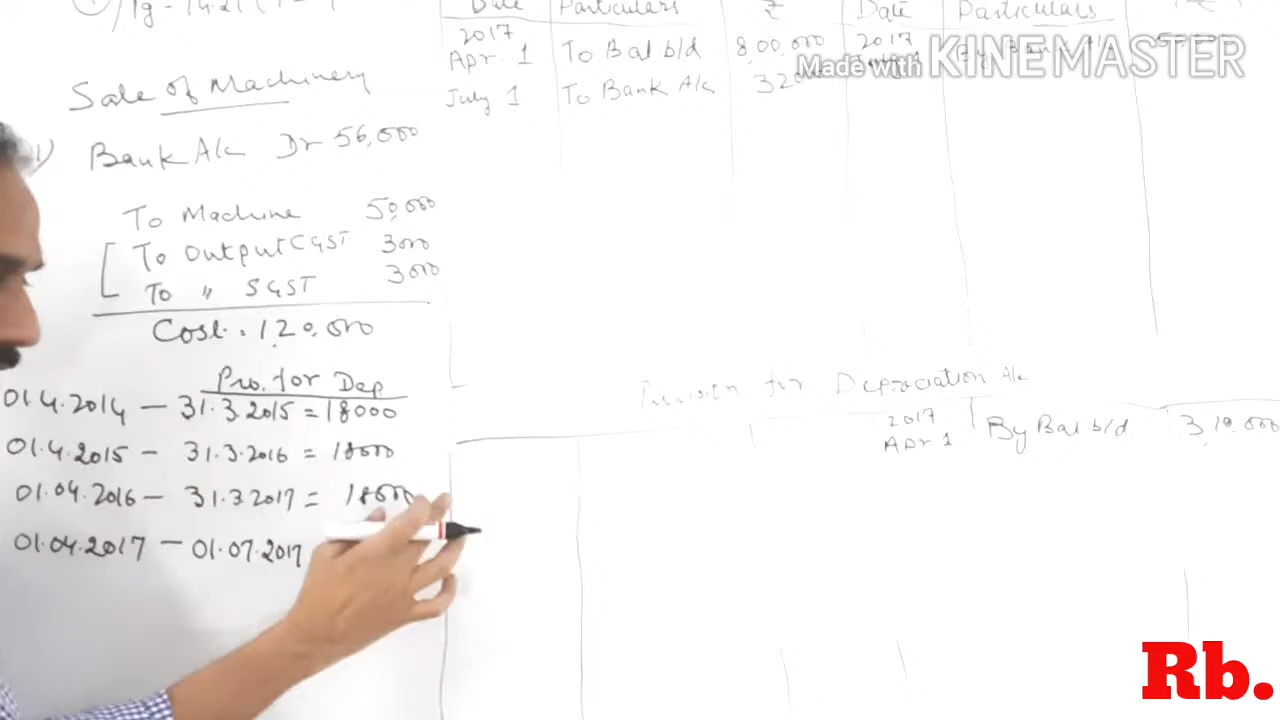 Sale of Machinery
1) Bank A/c Dr 56,000
To Machine 50,000
To Output CGST 3000
To " SGST 3000
Cost = 120,000
Pro. for Dep
01.4.2014 — 31.3.2015 = 18000
01.4.2015 - 31.3.2016 = 18000
01.04.2016 — 31.3.2017 = 18000
01.04.2017 — 01.07.2017
Date Particulars ₹ Date Particulars
2017 2017
Apr. 1 To Bal b/d 8,00,000 By Bank A/c
July 1 To Bank A/c
Made with KINEMASTER
Provision for Depreciation A/c
2017
Apr 1 By Bal b/d
Rb.